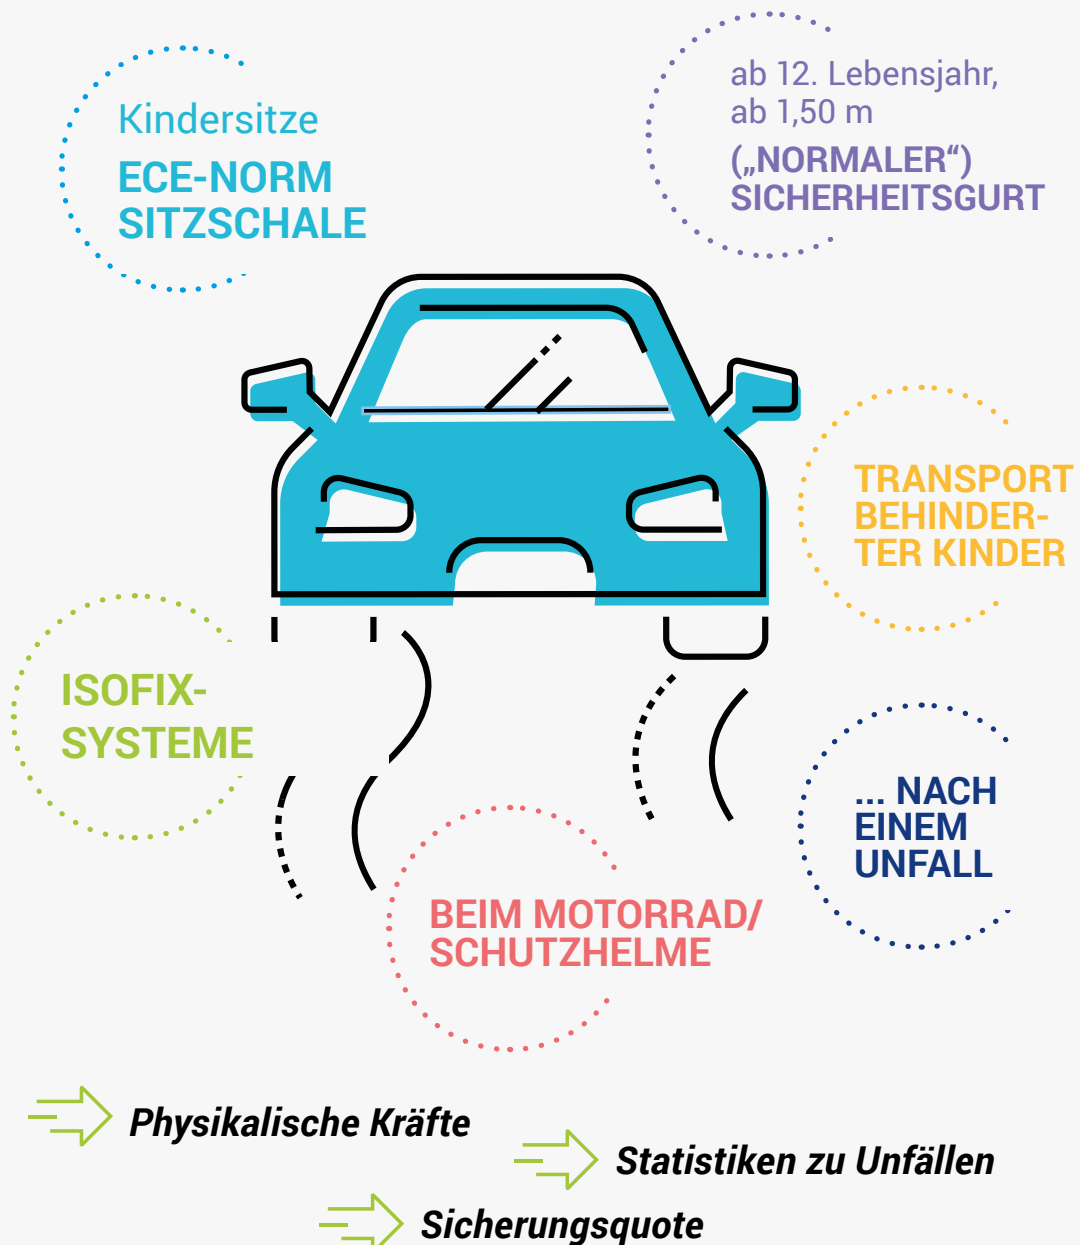 Kindersitze
ECE-NORM
SITZSCHALE
ab 12. Lebensjahr,
ab 1,50 m
(„NORMALER“)
SICHERHEITSGURT
TRANSPORT
BEHINDER-
TER KINDER
ISOFIX-
SYSTEME
... NACH
EINEM
UNFALL
BEIM MOTORRAD/
SCHUTZHELME
Physikalische Kräfte
Statistiken zu Unfällen
Sicherungsquote